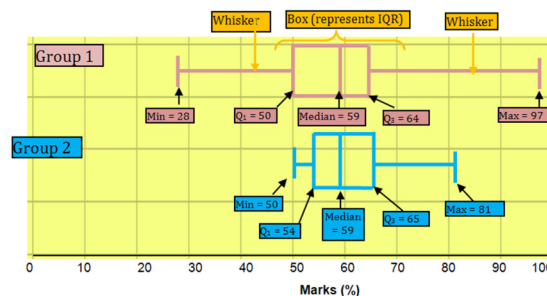 Whisker
Box (represents IQR)
Whisker
Group 1
Min = 28
Q₁ = 50
Median = 59
Q₃ = 64
Max = 97
Group 2
Min = 50
Q₁ = 54
Median
= 59
Q₃ = 65
Max = 81
0 10 20 30 40 50 60 70 80 90 100
Marks (%)